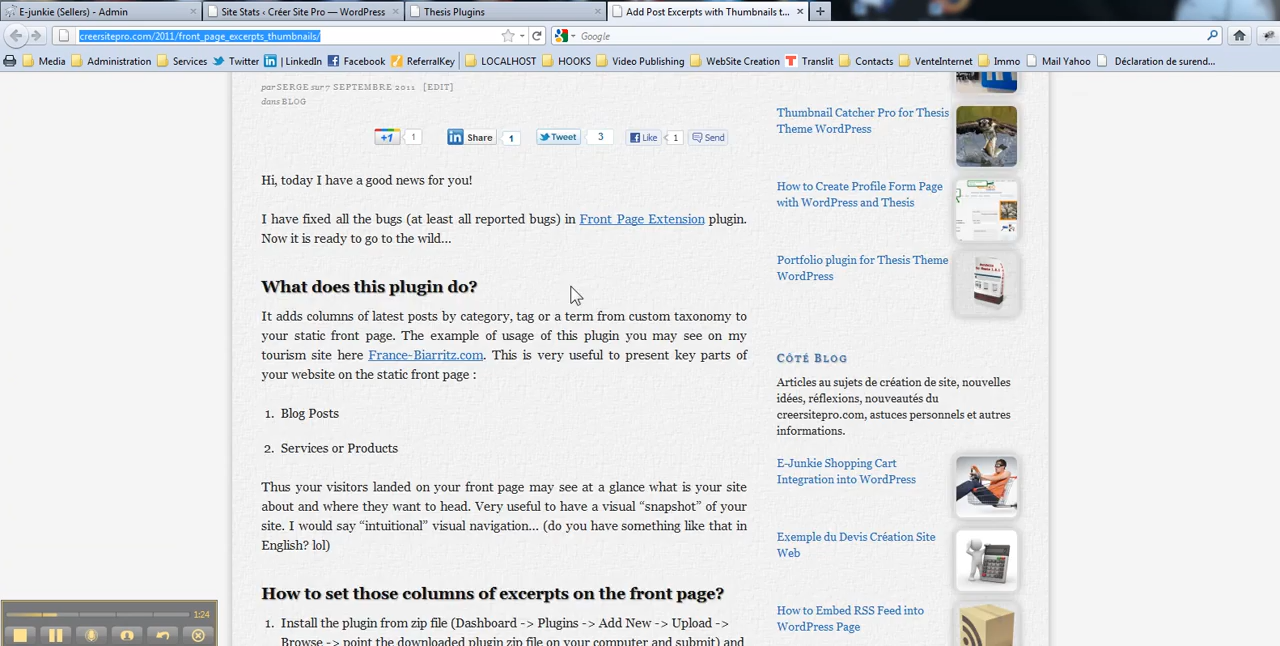 E-junkie (Sellers) - Admin
Site Stats ‹ Créer Site Pro — WordPress
Thesis Plugins
Add Post Excerpts with Thumbnails t...
creersitepro.com/2011/front_page_excerpts_thumbnails/
Google
Media
Administration
Services
Twitter
| LinkedIn
Facebook
ReferralKey
LOCALHOST
HOOKS
Video Publishing
WebSite Creation
Translit
Contacts
VenteInternet
Immo
Mail Yahoo
Déclaration de surend...
par SERGE sur 7 SEPTEMBRE 2011 [EDIT]
dans BLOG
+1 1
Share 1
Tweet 3
Like 1
Send
Hi, today I have a good news for you!
I have fixed all the bugs (at least all reported bugs) in Front Page Extension plugin.
Now it is ready to go to the wild...
What does this plugin do?
It adds columns of latest posts by category, tag or a term from custom taxonomy to
your static front page. The example of usage of this plugin you may see on my
tourism site here France-Biarritz.com. This is very useful to present key parts of
your website on the static front page :
1. Blog Posts
2. Services or Products
Thus your visitors landed on your front page may see at a glance what is your site
about and where they want to head. Very useful to have a visual “snapshot” of your
site. I would say “intuitional” visual navigation... (do you have something like that in
English? lol)
How to set those columns of excerpts on the front page?
1. Install the plugin from zip file (Dashboard -> Plugins -> Add New -> Upload ->
Browse -> point the downloaded plugin zip file on your computer and submit) and
Thumbnail Catcher Pro for Thesis
Theme WordPress
How to Create Profile Form Page
with WordPress and Thesis
Portfolio plugin for Thesis Theme
WordPress
CÔTÉ BLOG
Articles au sujets de création de site, nouvelles
idées, réflexions, nouveautés du
creersitepro.com, astuces personnels et autres
informations.
E-Junkie Shopping Cart
Integration into WordPress
Exemple du Devis Création Site
Web
How to Embed RSS Feed into
WordPress Page
1:24